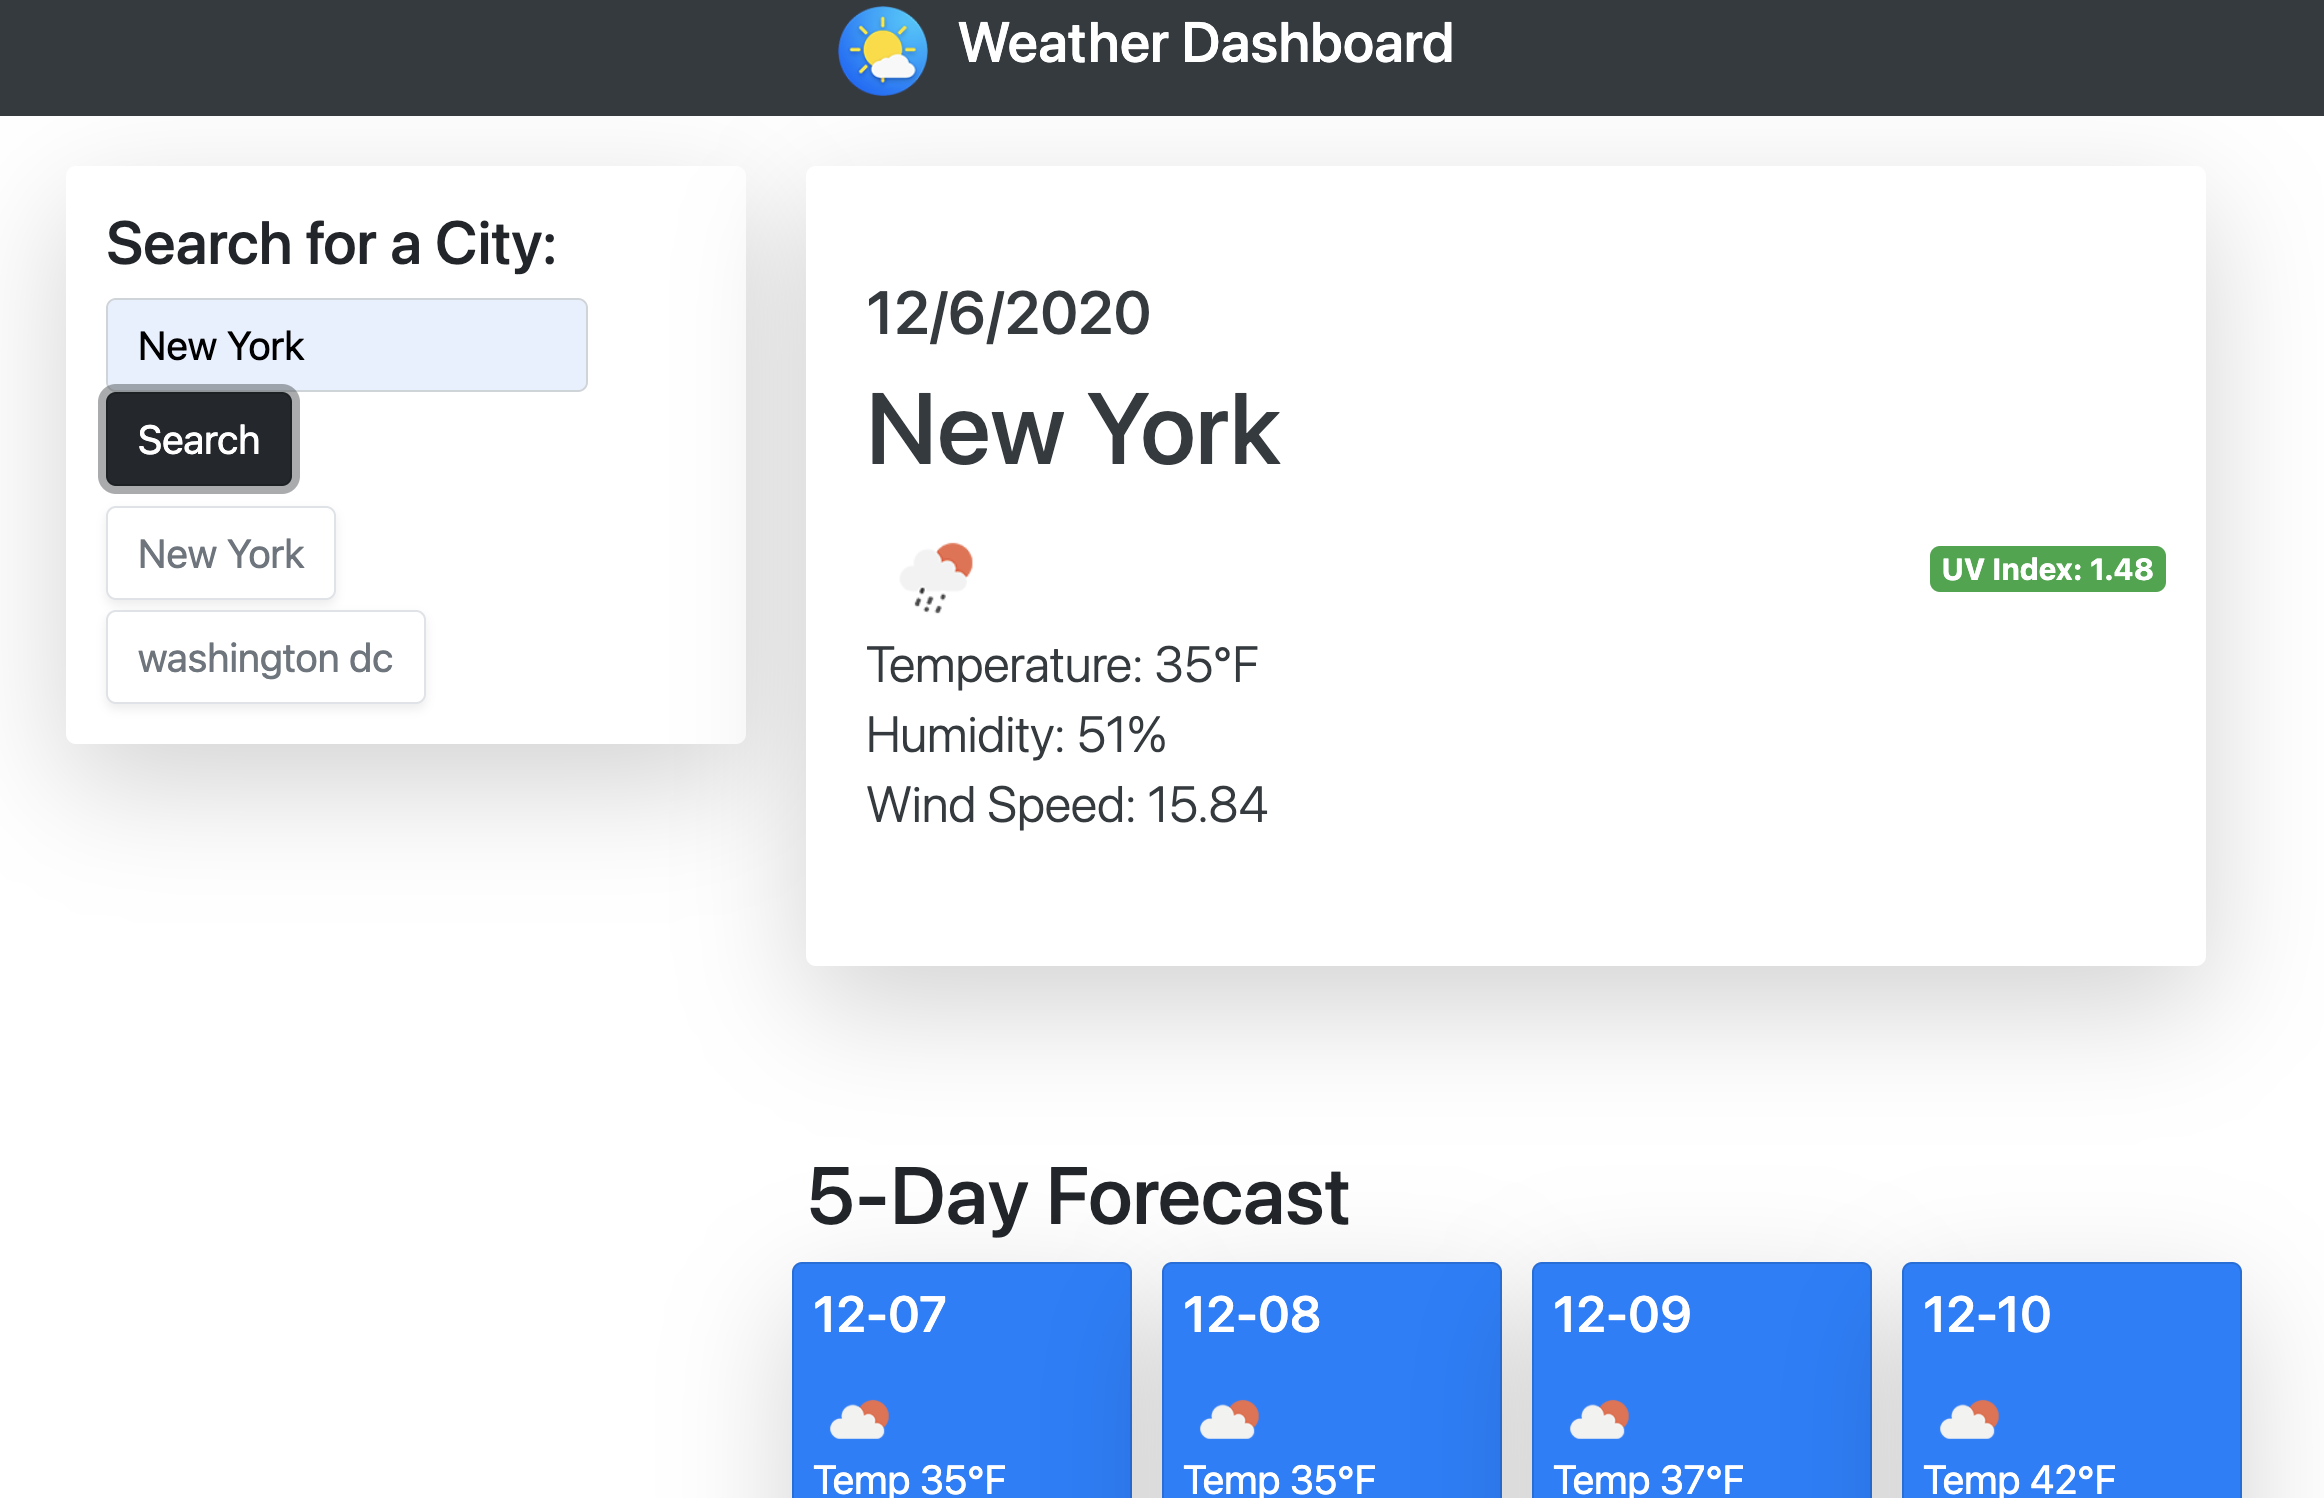 Weather Dashboard
Search for a City:
New York
Search
New York
washington dc
12/6/2020
New York
UV Index: 1.48
Temperature: 35°F
Humidity: 51%
Wind Speed: 15.84
5-Day Forecast
12-07
Temp 35°F
12-08
Temp 35°F
12-09
Temp 37°F
12-10
Temp 42°F